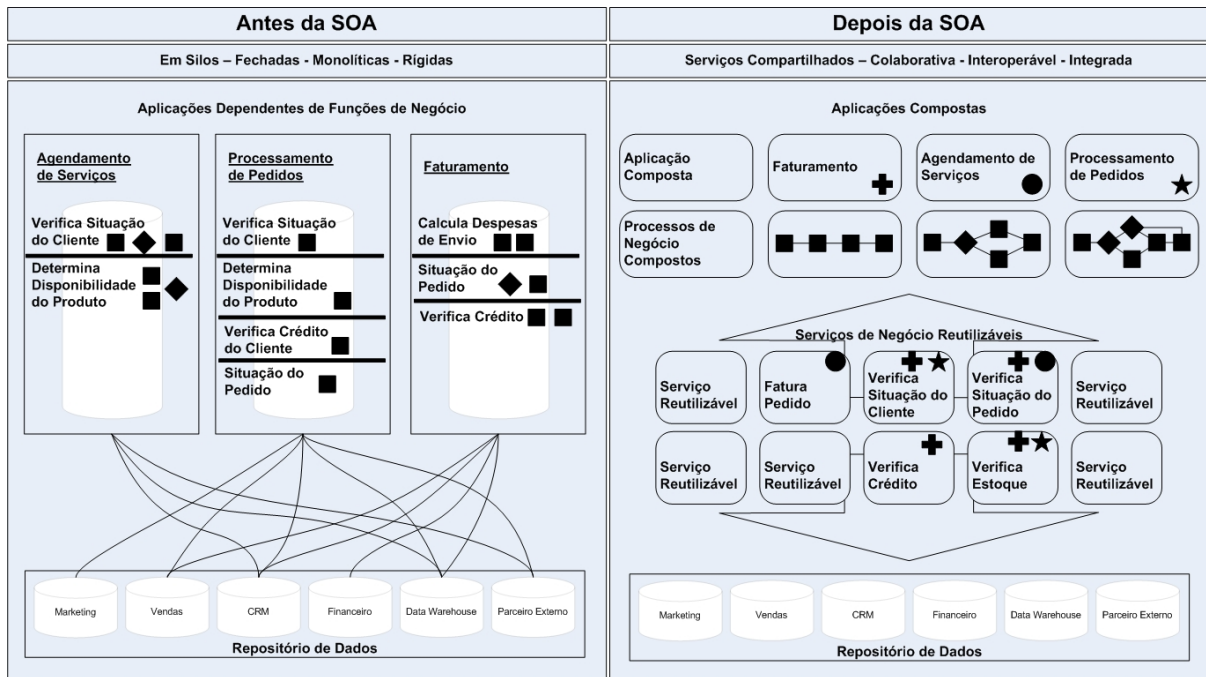 Antes da SOA
Em Silos – Fechadas - Monolíticas - Rígidas
Aplicações Dependentes de Funções de Negócio
Agendamento
de Serviços
Verifica Situação
do Cliente
Determina
Disponibilidade
do Produto
Processamento
de Pedidos
Verifica Situação
do Cliente
Determina
Disponibilidade
do Produto
Verifica Crédito
do Cliente
Situação do
Pedido
Faturamento
Calcula Despesas
de Envio
Situação do
Pedido
Verifica Crédito
Marketing
Vendas
CRM
Financeiro
Data Warehouse
Parceiro Externo
Repositório de Dados
Depois da SOA
Serviços Compartilhados – Colaborativa - Interoperável - Integrada
Aplicações Compostas
Aplicação
Composta
Faturamento
Agendamento de
Serviços
Processamento
de Pedidos
Processos de
Negócio
Compostos
Serviços de Negócio Reutilizáveis
Serviço
Reutilizável
Fatura
Pedido
Verifica
Situação do
Cliente
Verifica
Situação do
Pedido
Serviço
Reutilizável
Serviço
Reutilizável
Serviço
Reutilizável
Verifica
Crédito
Verifica
Estoque
Serviço
Reutilizável
Marketing
Vendas
CRM
Financeiro
Data Warehouse
Parceiro Externo
Repositório de Dados